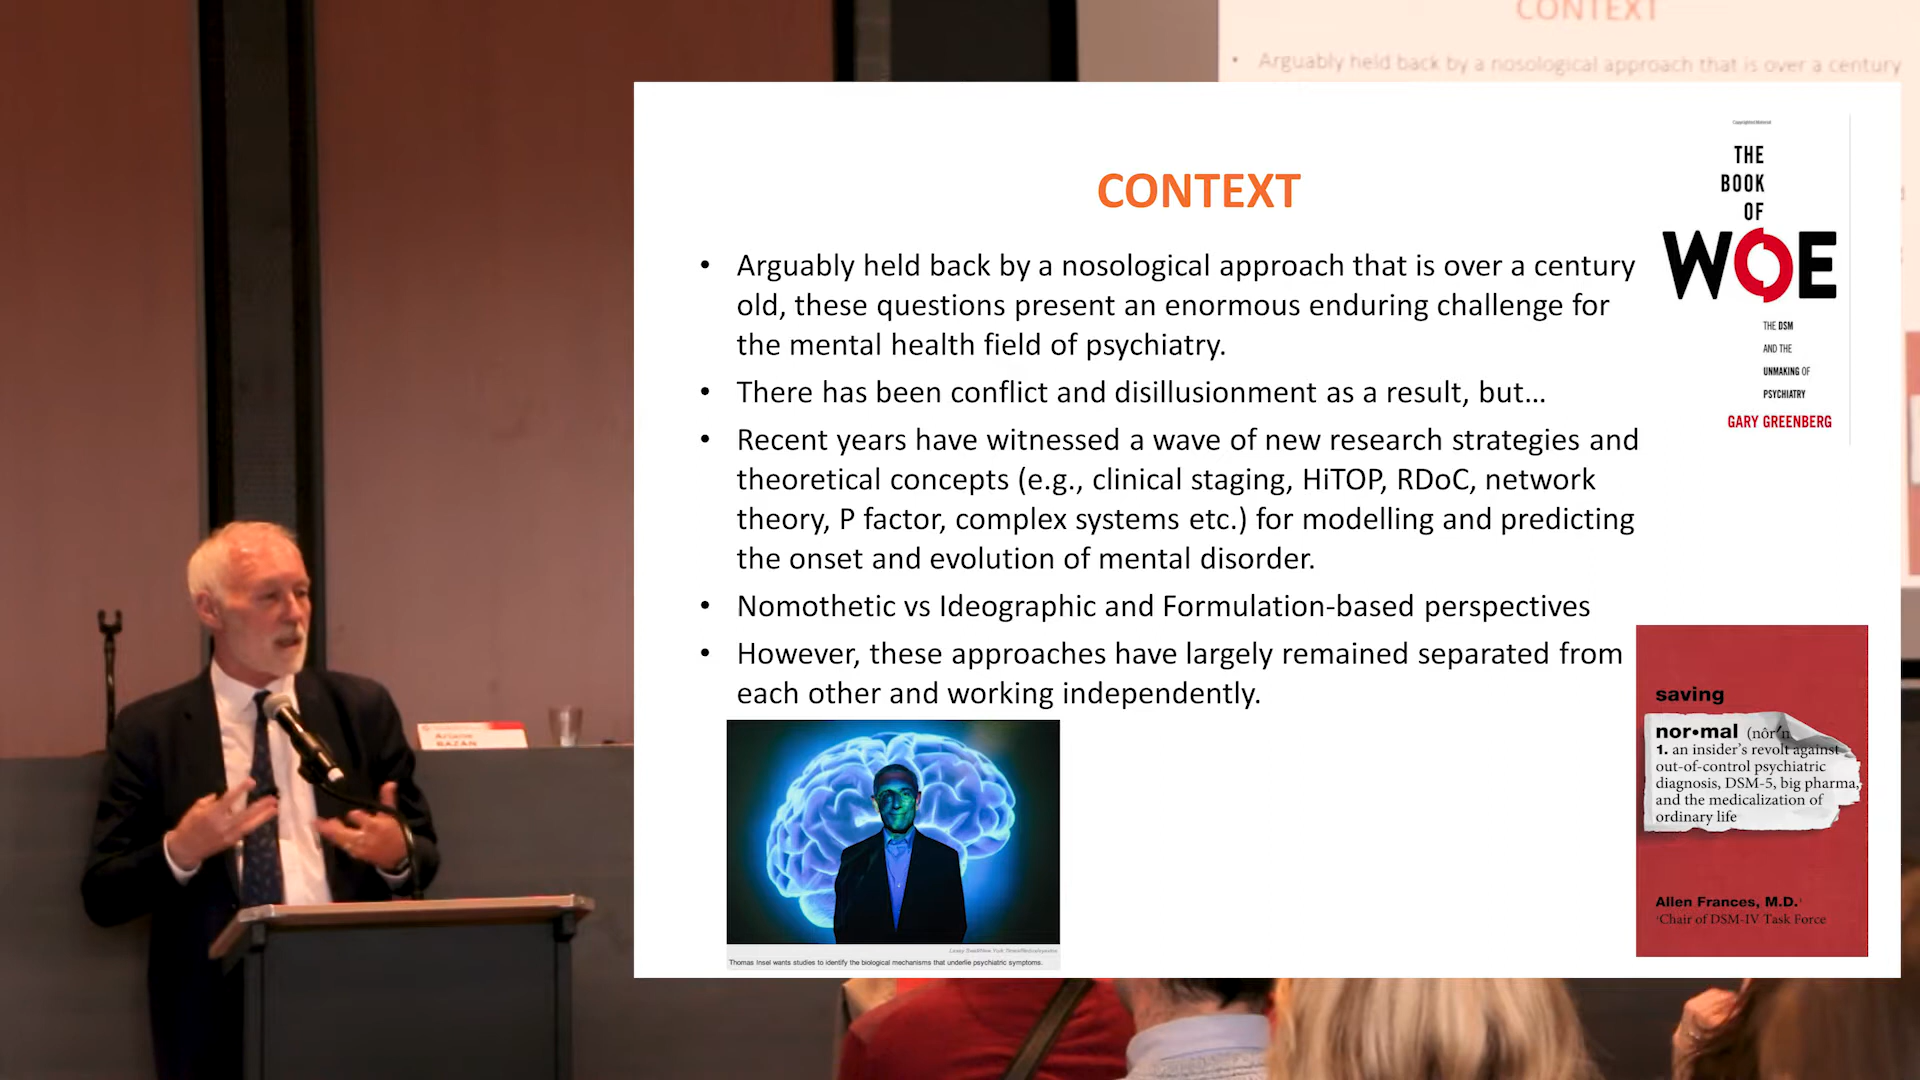 CONTEXT
• Arguably held back by a nosological approach that is over a century
CONTEXT
• Arguably held back by a nosological approach that is over a century
old, these questions present an enormous enduring challenge for
the mental health field of psychiatry.
• There has been conflict and disillusionment as a result, but...
• Recent years have witnessed a wave of new research strategies and
theoretical concepts (e.g., clinical staging, HiTOP, RDoC, network
theory, P factor, complex systems etc.) for modelling and predicting
the onset and evolution of mental disorder.
• Nomothetic vs Ideographic and Formulation-based perspectives
• However, these approaches have largely remained separated from
each other and working independently.
Copyrighted Material
THE
BOOK
OF
WOE
THE DSM
AND THE
UNMAKING OF
PSYCHIATRY
GARY GREENBERG
saving
nor•mal (nôr′
1. an insider's revolt against
out-of-control psychiatric
diagnosis, DSM-5, big pharma,
and the medicalization of
ordinary life
Allen Frances, M.D.
Chair of DSM-IV Task Force
Thomas Insel wants studies to identify the biological mechanisms that underlie psychiatric symptoms.
Ariane
BAZAN